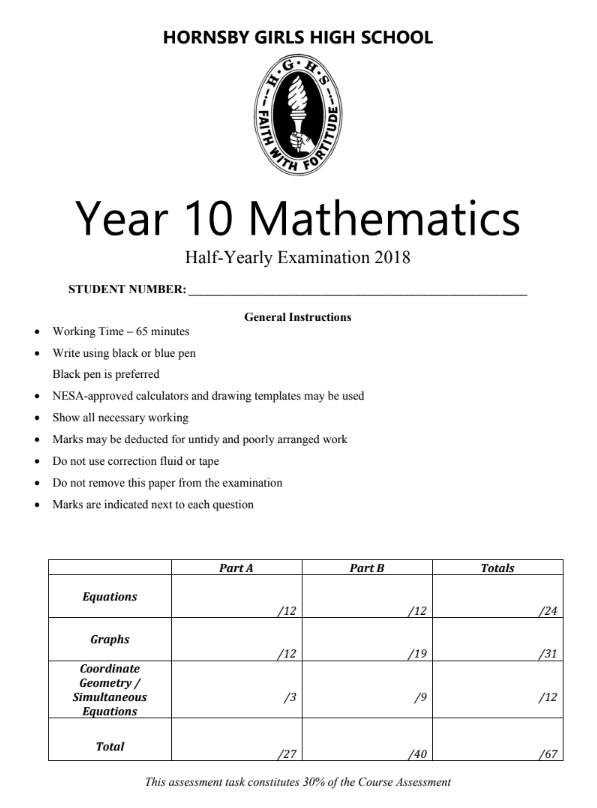 HORNSBY GIRLS HIGH SCHOOL
H·G·H·S
FAITH WITH FORTITUDE
Year 10 Mathematics
Half-Yearly Examination 2018
STUDENT NUMBER: ___________________________________________________________
General Instructions
• Working Time – 65 minutes
• Write using black or blue pen
Black pen is preferred
• NESA-approved calculators and drawing templates may be used
• Show all necessary working
• Marks may be deducted for untidy and poorly arranged work
• Do not use correction fluid or tape
• Do not remove this paper from the examination
• Marks are indicated next to each question
Part A Part B Totals
Equations /12 /12 /24
Graphs /12 /19 /31
Coordinate
Geometry /
Simultaneous
Equations /3 /9 /12
Total /27 /40 /67
This assessment task constitutes 30% of the Course Assessment